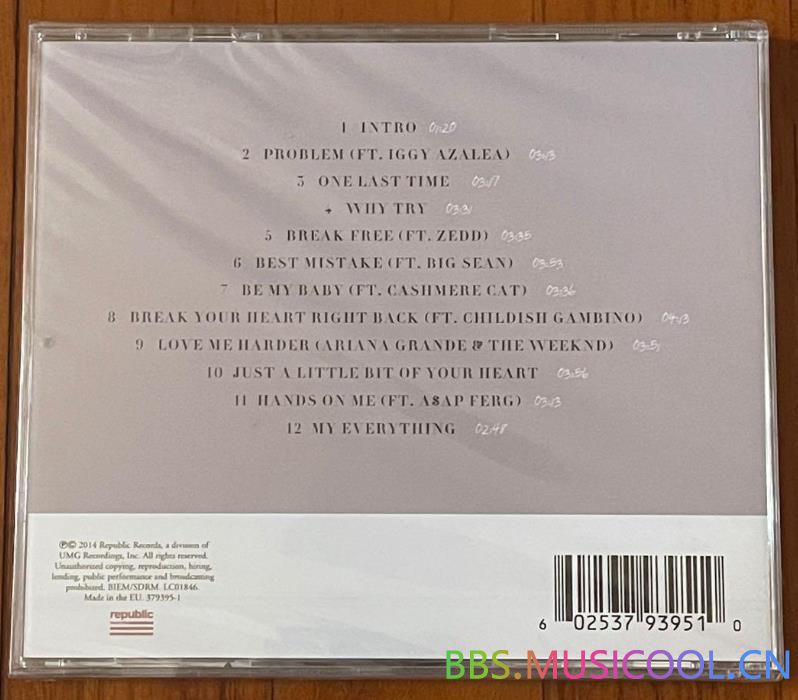 1 INTRO 01:20
2 PROBLEM (FT. IGGY AZALEA) 03:13
3 ONE LAST TIME 03:17
4 WHY TRY 03:31
5 BREAK FREE (FT. ZEDD) 03:35
6 BEST MISTAKE (FT. BIG SEAN) 03:53
7 BE MY BABY (FT. CASHMERE CAT) 03:36
8 BREAK YOUR HEART RIGHT BACK (FT. CHILDISH GAMBINO) 04:13
9 LOVE ME HARDER (ARIANA GRANDE & THE WEEKND) 03:51
10 JUST A LITTLE BIT OF YOUR HEART 03:56
11 HANDS ON ME (FT. A$AP FERG) 03:13
12 MY EVERYTHING 02:48
℗© 2014 Republic Records, a division of
UMG Recordings, Inc. All rights reserved.
Unauthorized copying, reproduction, hiring,
lending, public performance and broadcasting
prohibited. BIEM/SDRM. LC01846.
Made in the EU. 379395-1
republic
6 02537 93951 0
BBS.MUSICOOL.CN